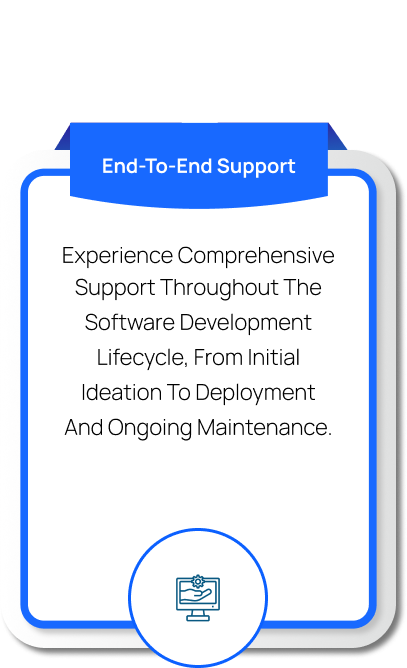 End-To-End Support
Experience Comprehensive
Support Throughout The
Software Development
Lifecycle, From Initial
Ideation To Deployment
And Ongoing Maintenance.